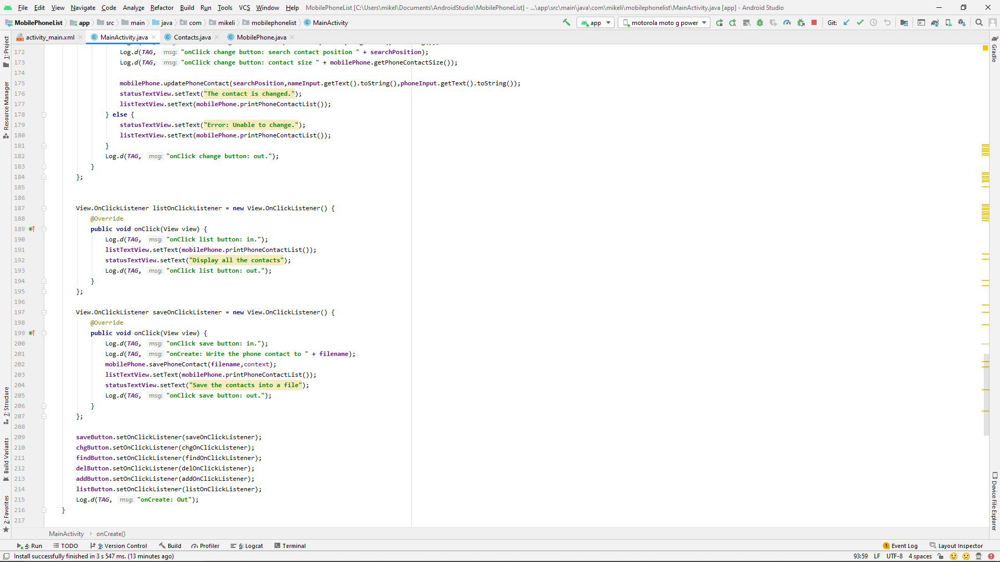 File Edit View Navigate Code Analyze Refactor Build Run Tools VCS Window Help MobilePhoneList [C:\Users\mikel\Documents\AndroidStudio\MobilePhoneList] - ...\app\src\main\java\com\mikeli\mobilephonelist\MainActivity.java [app] - Android Studio
MobilePhoneList app src main java com mikeli mobilephonelist MainActivity app motorola moto g power Git:
activity_main.xml MainActivity.java Contacts.java MobilePhone.java
172 Log.d(TAG, msg: "onClick change button: search contact position " + searchPosition);
173 Log.d(TAG, msg: "onClick change button: contact size " + mobilePhone.getPhoneContactSize());
174
175 mobilePhone.updatePhoneContact(searchPosition,nameInput.getText().toString(),phoneInput.getText().toString());
176 statusTextView.setText("The contact is changed.");
177 listTextView.setText(mobilePhone.printPhoneContactList());
178 } else {
179 statusTextView.setText("Error: Unable to change.");
180 listTextView.setText(mobilePhone.printPhoneContactList());
181 }
182 Log.d(TAG, msg: "onClick change button: out.");
183 }
184 };
185
186
187 View.OnClickListener listOnClickListener = new View.OnClickListener() {
188 @Override
189 public void onClick(View view) {
190 Log.d(TAG, msg: "onClick list button: in.");
191 listTextView.setText(mobilePhone.printPhoneContactList());
192 statusTextView.setText("Display all the contacts");
193 Log.d(TAG, msg: "onClick list button: out.");
194 }
195 };
196
197 View.OnClickListener saveOnClickListener = new View.OnClickListener() {
198 @Override
199 public void onClick(View view) {
200 Log.d(TAG, msg: "onClick save button: in.");
201 Log.d(TAG, msg: "onCreate: Write the phone contact to " + filename);
202 mobilePhone.savePhoneContact(filename,context);
203 listTextView.setText(mobilePhone.printPhoneContactList());
204 statusTextView.setText("Save the contacts into a file");
205 Log.d(TAG, msg: "onClick save button: out.");
206 }
207 };
208
209 saveButton.setOnClickListener(saveOnClickListener);
210 chgButton.setOnClickListener(chgOnClickListener);
211 findButton.setOnClickListener(findOnClickListener);
212 delButton.setOnClickListener(delOnClickListener);
213 addButton.setOnClickListener(addOnClickListener);
214 listButton.setOnClickListener(listOnClickListener);
215 Log.d(TAG, msg: "onCreate: Out");
216 }
217
1: Project
Resource Manager
7: Structure
Build Variants
2: Favorites
Gradle
Device File Explorer
MainActivity onCreate()
4: Run TODO 9: Version Control Build Profiler 6: Logcat Terminal 1 Event Log Layout Inspector
Install successfully finished in 3 s 547 ms. (13 minutes ago) 93:59 LF UTF-8 4 spaces